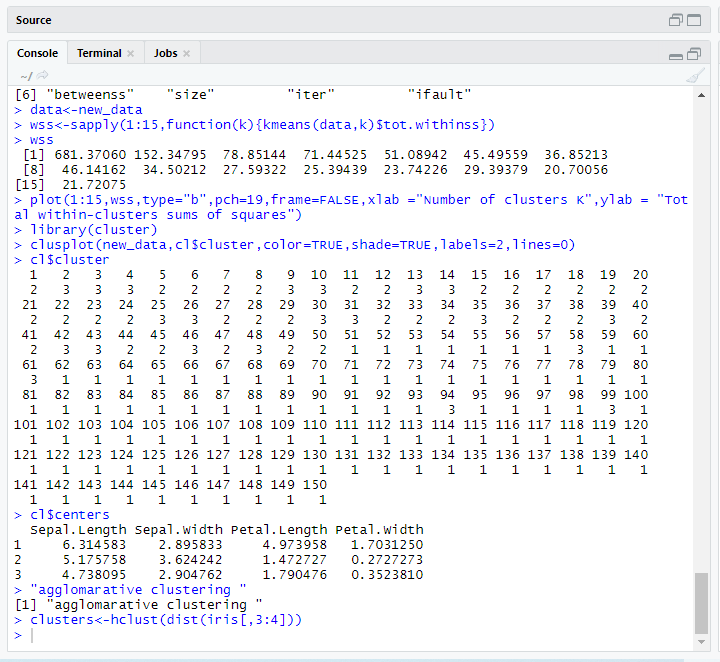 Source
Console Terminal × Jobs ×
~/
[6] "betweenss"    "size"         "iter"         "ifault"
> data<-new_data
> wss<-sapply(1:15,function(k){kmeans(data,k)$tot.withinss})
> wss
 [1] 681.37060 152.34795  78.85144  71.44525  51.08942  45.49559  36.85213
 [8]  46.14162  34.50212  27.59322  25.39439  23.74226  29.39379  20.70056
[15]  21.72075
> plot(1:15,wss,type="b",pch=19,frame=FALSE,xlab ="Number of clusters K",ylab = "Tot
al within-clusters sums of squares")
> library(cluster)
> clusplot(new_data,cl$cluster,color=TRUE,shade=TRUE,labels=2,lines=0)
> cl$cluster
  1   2   3   4   5   6   7   8   9  10  11  12  13  14  15  16  17  18  19  20
  2   3   3   3   2   2   2   2   3   3   2   2   3   3   2   2   2   2   2   2
 21  22  23  24  25  26  27  28  29  30  31  32  33  34  35  36  37  38  39  40
  2   2   2   2   3   3   2   2   2   3   3   2   2   2   3   2   2   2   3   2
 41  42  43  44  45  46  47  48  49  50  51  52  53  54  55  56  57  58  59  60
  2   3   3   2   2   3   2   3   2   2   1   1   1   1   1   1   1   3   1   1
 61  62  63  64  65  66  67  68  69  70  71  72  73  74  75  76  77  78  79  80
  3   1   1   1   1   1   1   1   1   1   1   1   1   1   1   1   1   1   1   1
 81  82  83  84  85  86  87  88  89  90  91  92  93  94  95  96  97  98  99 100
  1   1   1   1   1   1   1   1   1   1   1   1   1   3   1   1   1   1   3   1
101 102 103 104 105 106 107 108 109 110 111 112 113 114 115 116 117 118 119 120
  1   1   1   1   1   1   1   1   1   1   1   1   1   1   1   1   1   1   1   1
121 122 123 124 125 126 127 128 129 130 131 132 133 134 135 136 137 138 139 140
  1   1   1   1   1   1   1   1   1   1   1   1   1   1   1   1   1   1   1   1
141 142 143 144 145 146 147 148 149 150
  1   1   1   1   1   1   1   1   1   1
> cl$centers
  Sepal.Length Sepal.Width Petal.Length Petal.Width
1     6.314583    2.895833     4.973958   1.7031250
2     5.175758    3.624242     1.472727   0.2727273
3     4.738095    2.904762     1.790476   0.3523810
> "agglomarative clustering "
[1] "agglomarative clustering "
> clusters<-hclust(dist(iris[,3:4]))
>